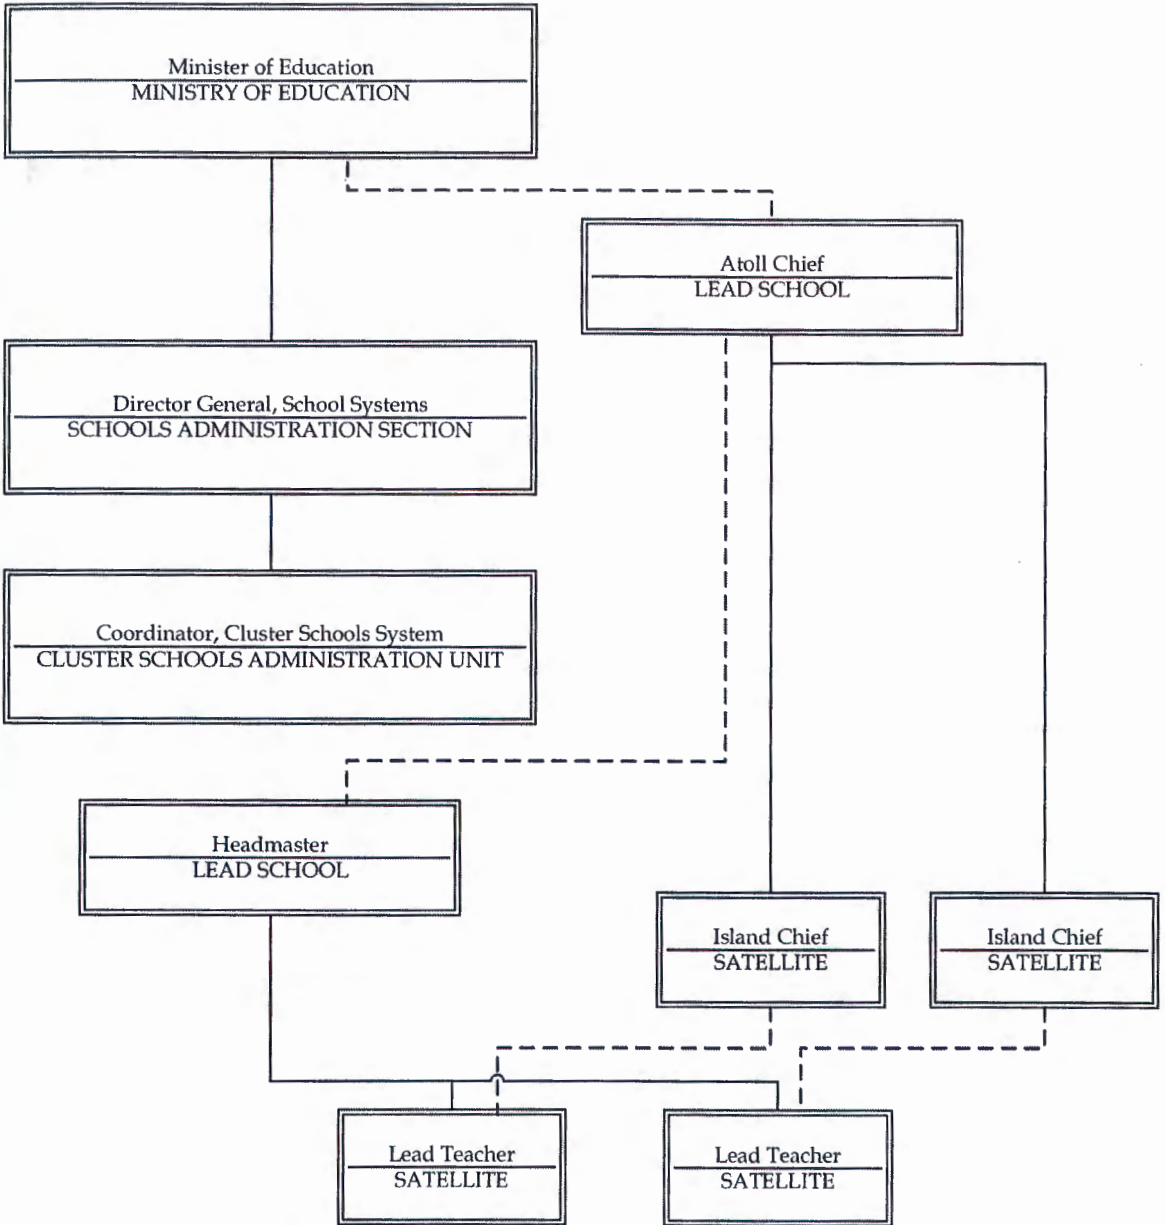 Minister of Education
MINISTRY OF EDUCATION
Atoll Chief
LEAD SCHOOL
Director General, School Systems
SCHOOLS ADMINISTRATION SECTION
Coordinator, Cluster Schools System
CLUSTER SCHOOLS ADMINISTRATION UNIT
Headmaster
LEAD SCHOOL
Island Chief
SATELLITE
Island Chief
SATELLITE
Lead Teacher
SATELLITE
Lead Teacher
SATELLITE